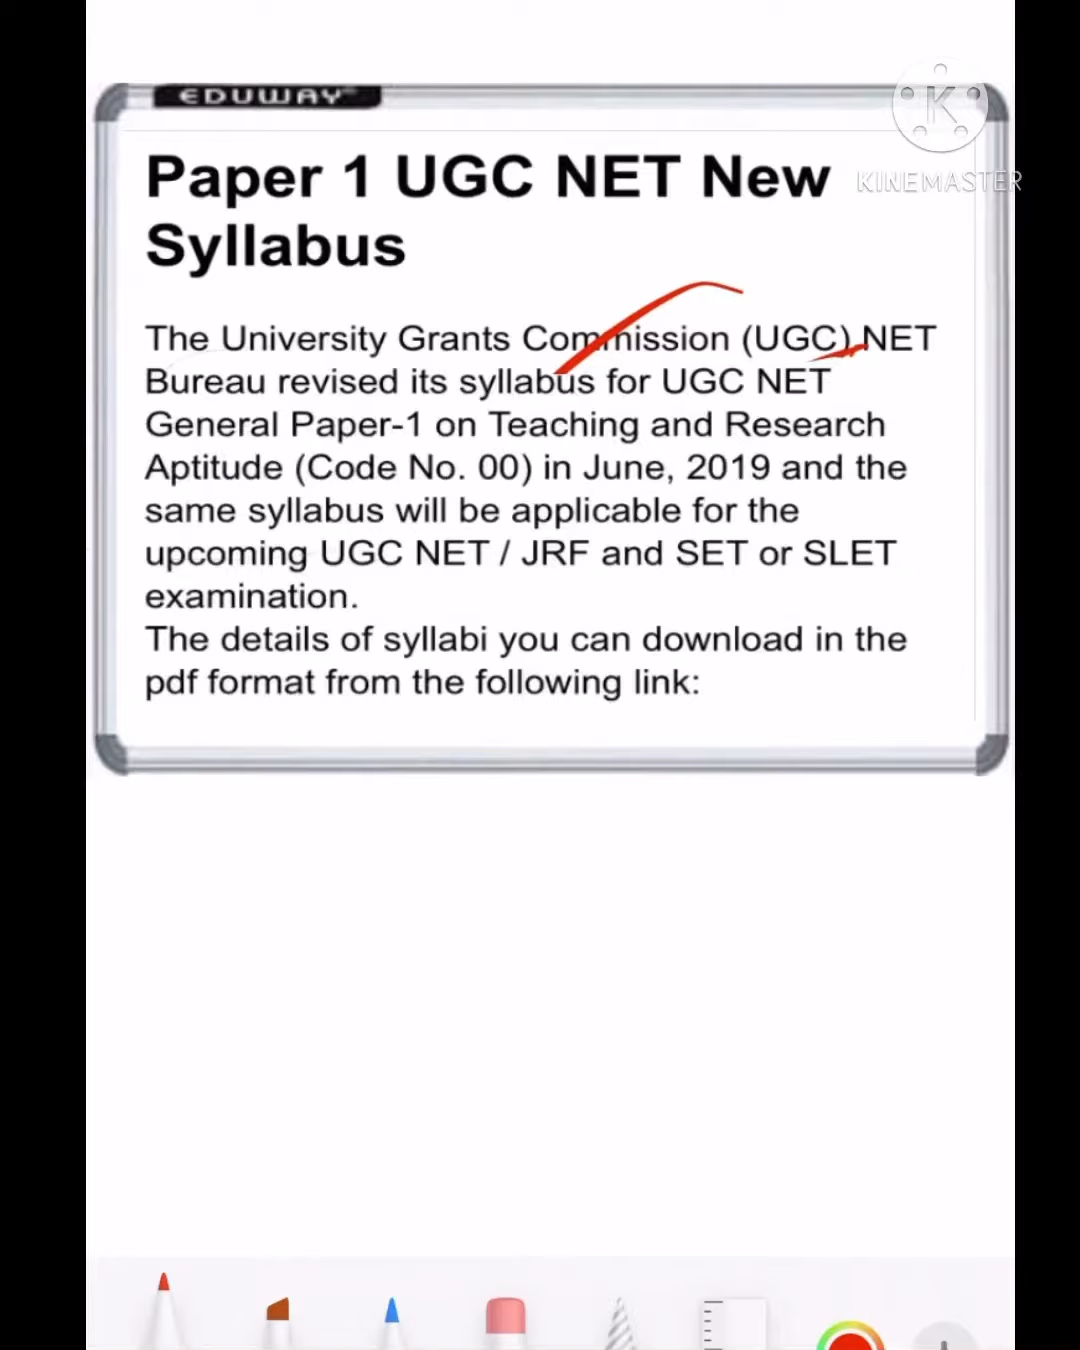 EDUWAY
Paper 1 UGC NET New
KINEMASTER
Syllabus
The University Grants Commission (UGC) NET
Bureau revised its syllabus for UGC NET
General Paper-1 on Teaching and Research
Aptitude (Code No. 00) in June, 2019 and the
same syllabus will be applicable for the
upcoming UGC NET / JRF and SET or SLET
examination.
The details of syllabi you can download in the
pdf format from the following link: